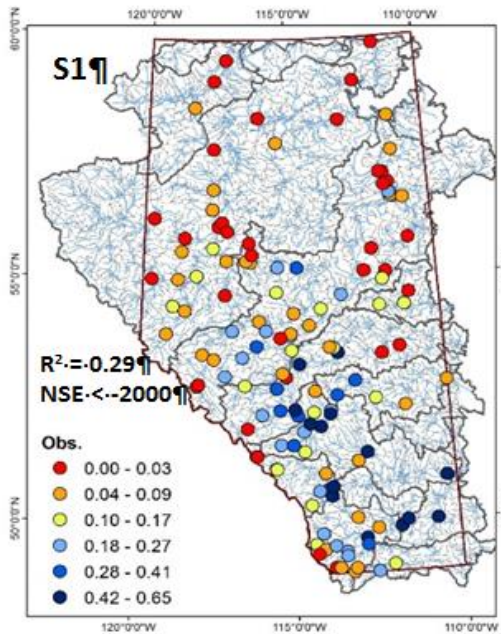 120°0'0"W 115°0'0"W 110°0'0"W
60°0'0"N
S1¶
55°0'0"N
R²·=·0.29¶
NSE·<·-2000¶
Obs.
0.00 - 0.03
0.04 - 0.09
0.10 - 0.17
0.18 - 0.27
0.28 - 0.41
0.42 - 0.65
50°0'0"N
120°0'0"W 115°0'0"W 110°0'0"W